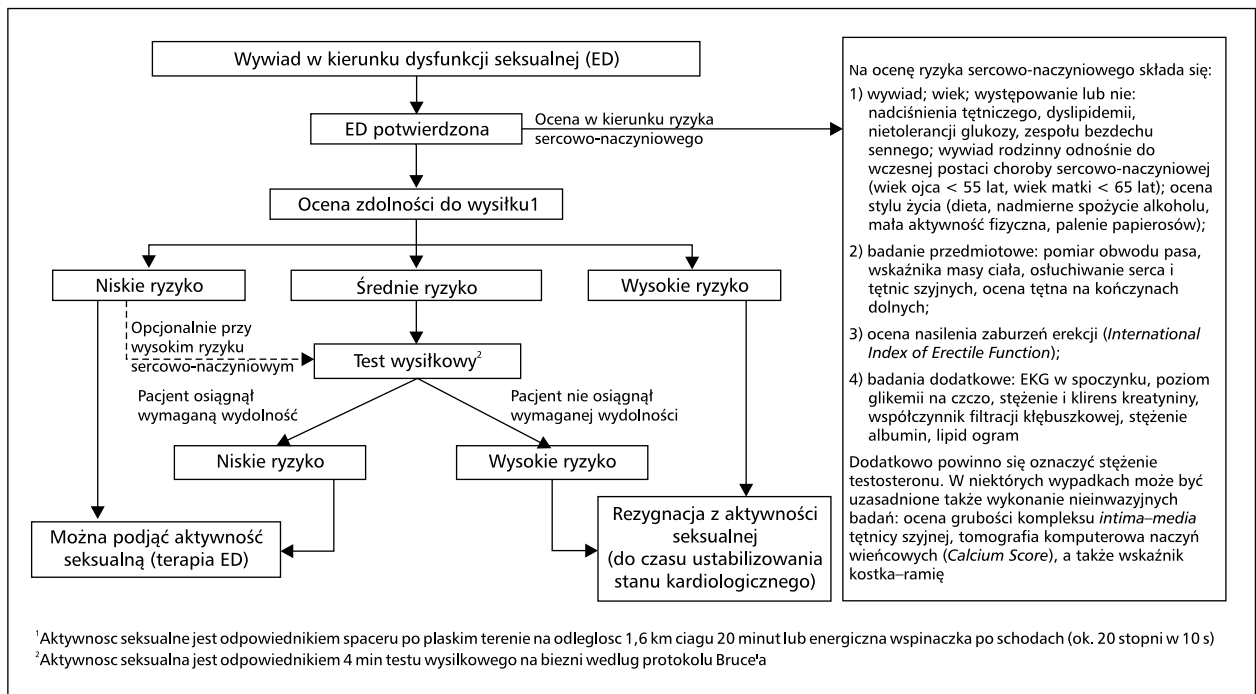 Wywiad w kierunku dysfunkcji seksualnej (ED)
ED potwierdzona
Ocena w kierunku ryzyka
sercowo-naczyniowego
Ocena zdolności do wysiłku1
Niskie ryzyko
Średnie ryzyko
Wysokie ryzyko
Opcjonalnie przy
wysokim ryzyku
sercowo-naczyniowym
Test wysiłkowy2
Pacjent osiągnął
wymaganą wydolność
Pacjent nie osiągnął
wymaganej wydolności
Niskie ryzyko
Wysokie ryzyko
Można podjąć aktywność
seksualną (terapia ED)
Rezygnacja z aktywności
seksualnej
(do czasu ustabilizowania
stanu kardiologicznego)
Na ocenę ryzyka sercowo-naczyniowego składa się:
1) wywiad; wiek; występowanie lub nie:
nadciśnienia tętniczego, dyslipidemii,
nietolerancji glukozy, zespołu bezdechu
sennego; wywiad rodzinny odnośnie do
wczesnej postaci choroby sercowo-naczyniowej
(wiek ojca < 55 lat, wiek matki < 65 lat); ocena
stylu życia (dieta, nadmierne spożycie alkoholu,
mała aktywność fizyczna, palenie papierosów);
2) badanie przedmiotowe: pomiar obwodu pasa,
wskaźnika masy ciała, osłuchiwanie serca i
tętnic szyjnych, ocena tętna na kończynach
dolnych;
3) ocena nasilenia zaburzeń erekcji (International
Index of Erectile Function);
4) badania dodatkowe: EKG w spoczynku, poziom
glikemii na czczo, stężenie i klirens kreatyniny,
współczynnik filtracji kłębuszkowej, stężenie
albumin, lipid ogram
Dodatkowo powinno się oznaczyć stężenie
testosteronu. W niektórych wypadkach może być
uzasadnione także wykonanie nieinwazyjnych
badań: ocena grubości kompleksu intima–media
tętnicy szyjnej, tomografia komputerowa naczyń
wieńcowych (Calcium Score), a także wskaźnik
kostka–ramię
1Aktywnosc seksualne jest odpowiednikiem spaceru po plaskim terenie na odleglosc 1,6 km ciagu 20 minut lub energiczna wspinaczka po schodach (ok. 20 stopni w 10 s)
2Aktywnosc seksualna jest odpowiednikiem 4 min testu wysilkowego na biezni wedlug protokolu Bruce'a